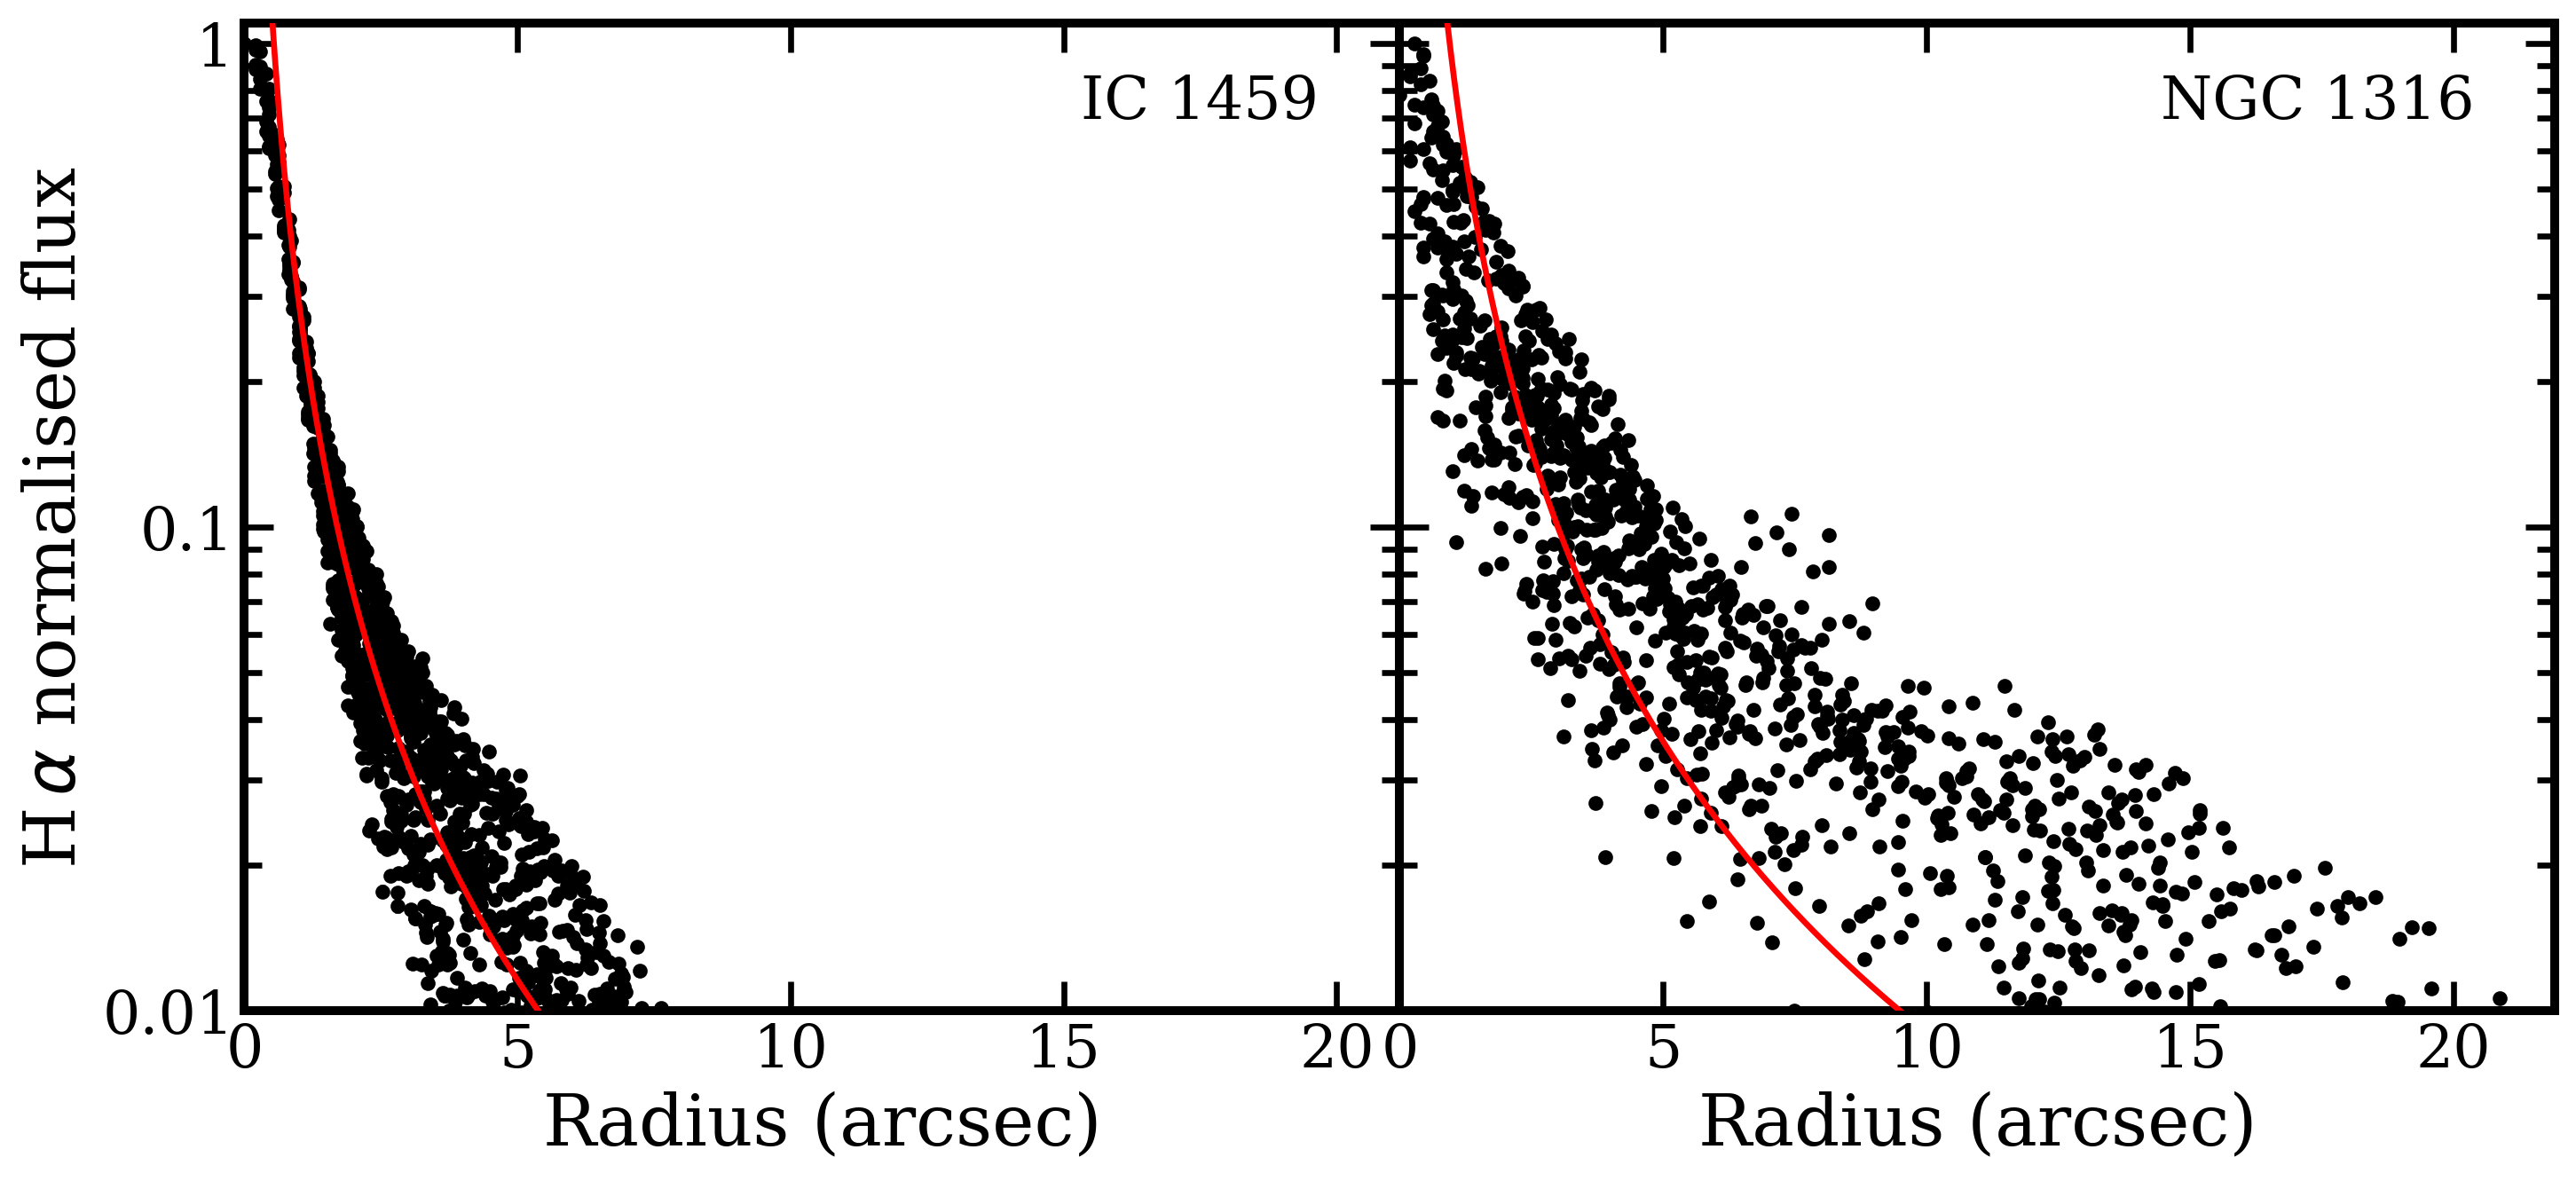 H α normalised flux
1
0.1
0.01
IC 1459
0 5 10 15 20
Radius (arcsec)
NGC 1316
0 5 10 15 20
Radius (arcsec)